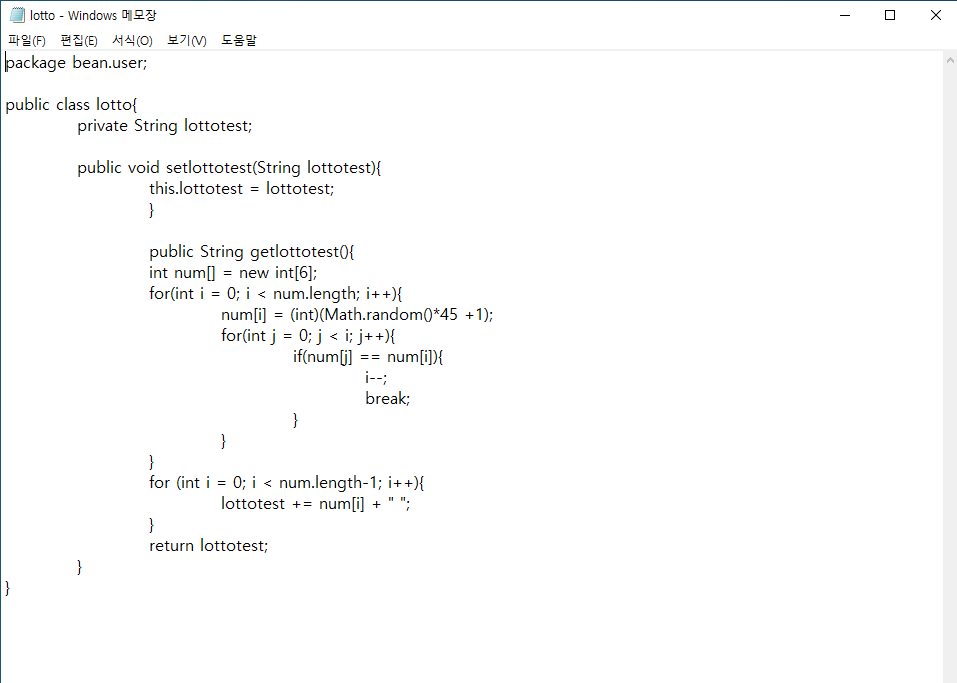 lotto - Windows 메모장
파일(F) 편집(E) 서식(O) 보기(V) 도움말
package bean.user;
public class lotto{
private String lottotest;
public void setlottotest(String lottotest){
this.lottotest = lottotest;
}
public String getlottotest(){
int num[] = new int[6];
for(int i = 0; i < num.length; i++){
num[i] = (int)(Math.random()*45 +1);
for(int j = 0; j < i; j++){
if(num[j] == num[i]){
i--;
break;
}
}
}
for (int i = 0; i < num.length-1; i++){
lottotest += num[i] + " ";
}
return lottotest;
}
}